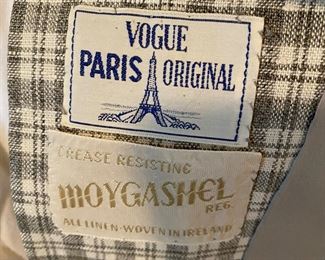 VOGUE
PARIS ORIGINAL
CREASE RESISTING
MOYGASHEL
REG.
ALL LINEN - WOVEN IN IRELAND